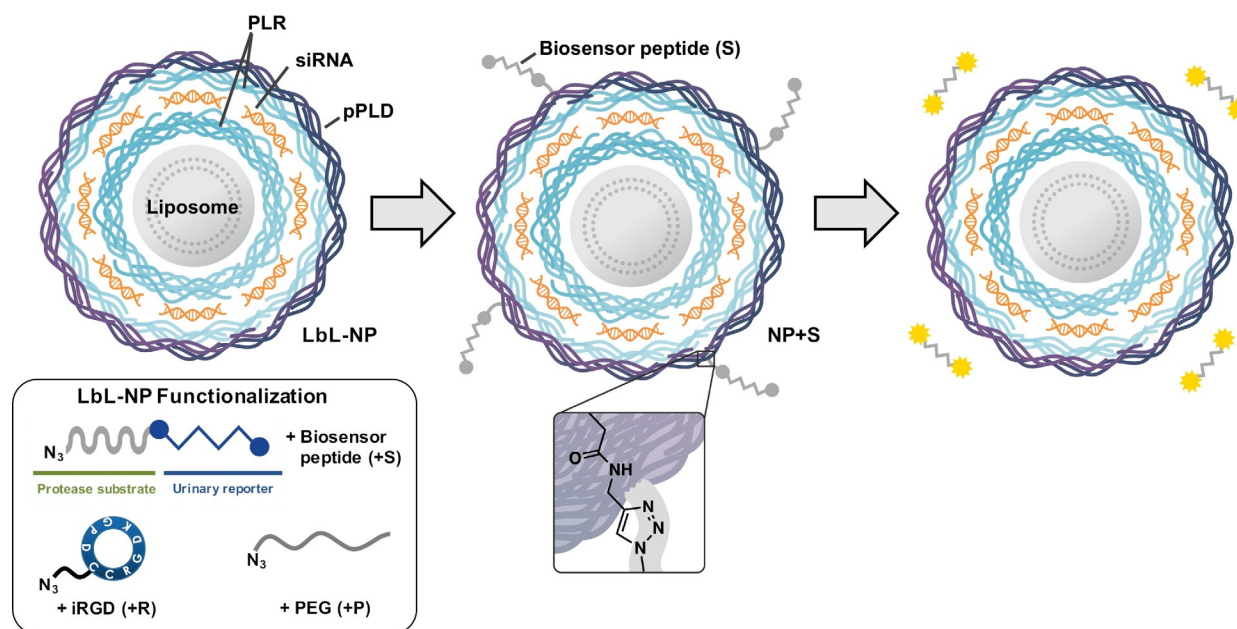 PLR
siRNA
pPLD
Liposome
LbL-NP
Biosensor peptide (S)
NP+S
O
NH
N
N
N
LbL-NP Functionalization
N3
+ Biosensor
peptide (+S)
Protease substrate
Urinary reporter
C C R G D K G P D
N3
+ iRGD (+R)
N3
+ PEG (+P)